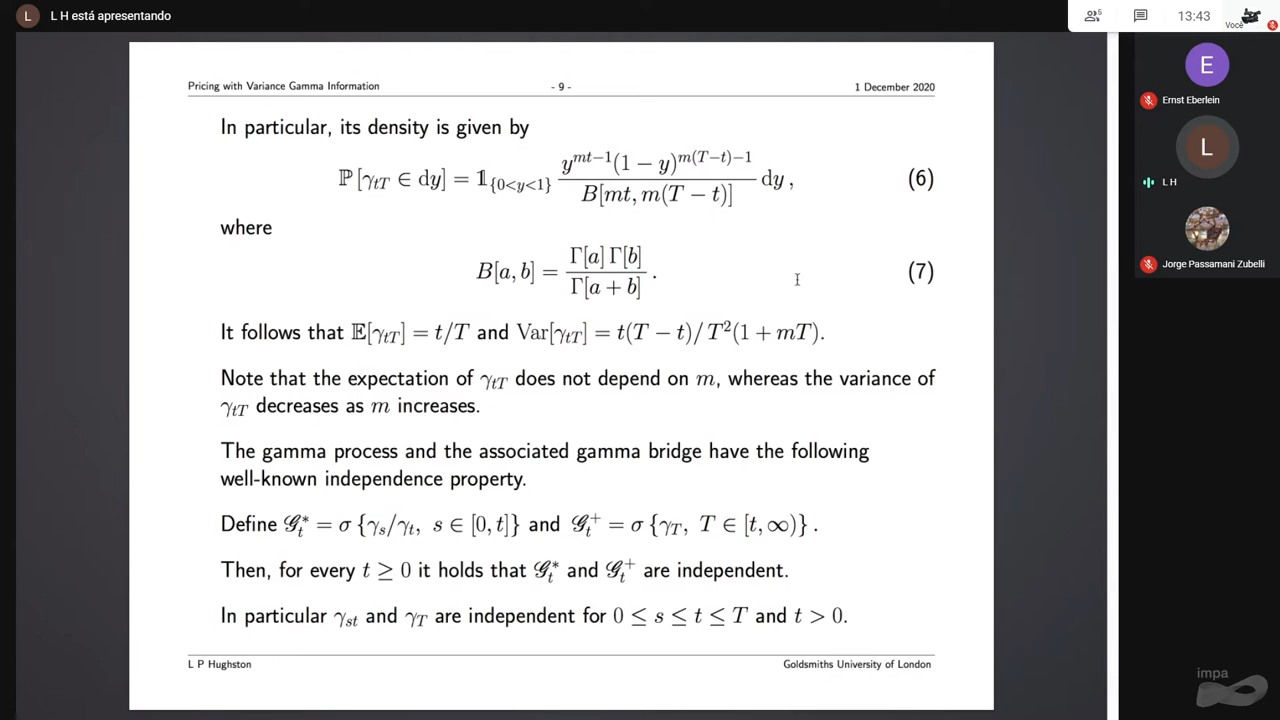 L L H está apresentando
5
13:43
Você
Pricing with Variance Gamma Information - 9 - 1 December 2020
In particular, its density is given by
ℙ[γ_{tT} ∈ dy] = 𝟙_{{0<y<1}} \frac{y^{mt−1}(1 − y)^{m(T−t)−1}}{B[mt, m(T − t)]} dy , (6)
where
B[a, b] = \frac{Γ[a] Γ[b]}{Γ[a + b]} . (7)
It follows that 𝔼[γ_{tT}] = t/T and Var[γ_{tT}] = t(T − t)/T²(1 + mT).
Note that the expectation of γ_{tT} does not depend on m, whereas the variance of
γ_{tT} decreases as m increases.
The gamma process and the associated gamma bridge have the following
well-known independence property.
Define 𝒢_t^* = σ {γ_s/γ_t, s ∈ [0, t]} and 𝒢_t^+ = σ {γ_T, T ∈ [t, ∞)} .
Then, for every t ≥ 0 it holds that 𝒢_t^* and 𝒢_t^+ are independent.
In particular γ_{st} and γ_T are independent for 0 ≤ s ≤ t ≤ T and t > 0.
L P Hughston Goldsmiths University of London
E
Ernst Eberlein
L
L H
Jorge Passamani Zubelli
impa